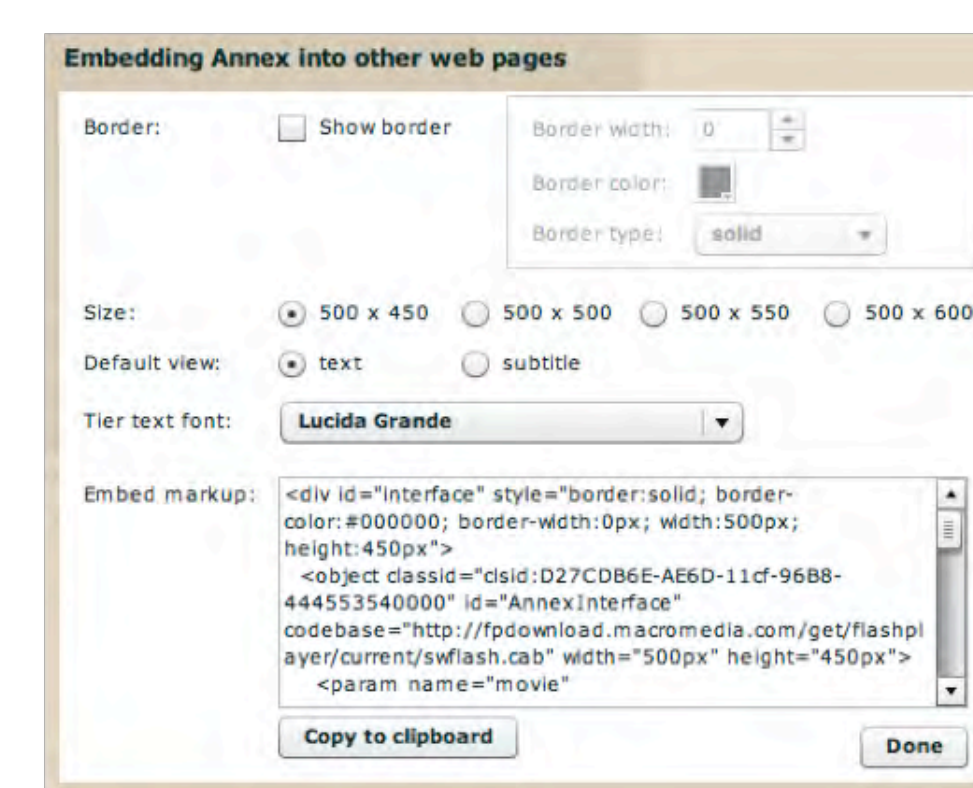 Embedding Annex into other web pages
Border: Show border Border width: 0
Border color:
Border type: solid
Size: 500 x 450 500 x 500 500 x 550 500 x 600
Default view: text subtitle
Tier text font: Lucida Grande
Embed markup: <div id="interface" style="border:solid; border-
color:#000000; border-width:0px; width:500px;
height:450px">
<object classid="clsid:D27CDB6E-AE6D-11cf-96B8-
444553540000" id="AnnexInterface"
codebase="http://fpdownload.macromedia.com/get/flashpl
ayer/current/swflash.cab" width="500px" height="450px">
<param name="movie"
Copy to clipboard Done